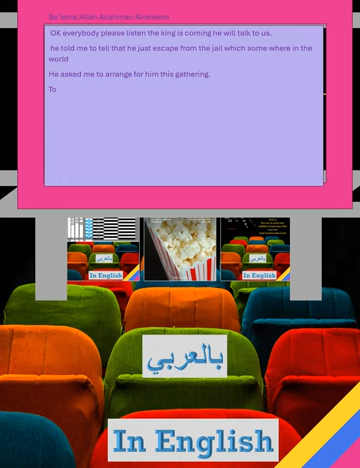 Be'isme Allah Alrahman Alraheem
OK everybody please listen the king is coming he will talk to us.
he told me to tell that he just escape from the jail which some where in the
world
He asked me to arrange for him this gathering.
To
بالعربي
In English
بالعربي
In English
بالعربي
In English